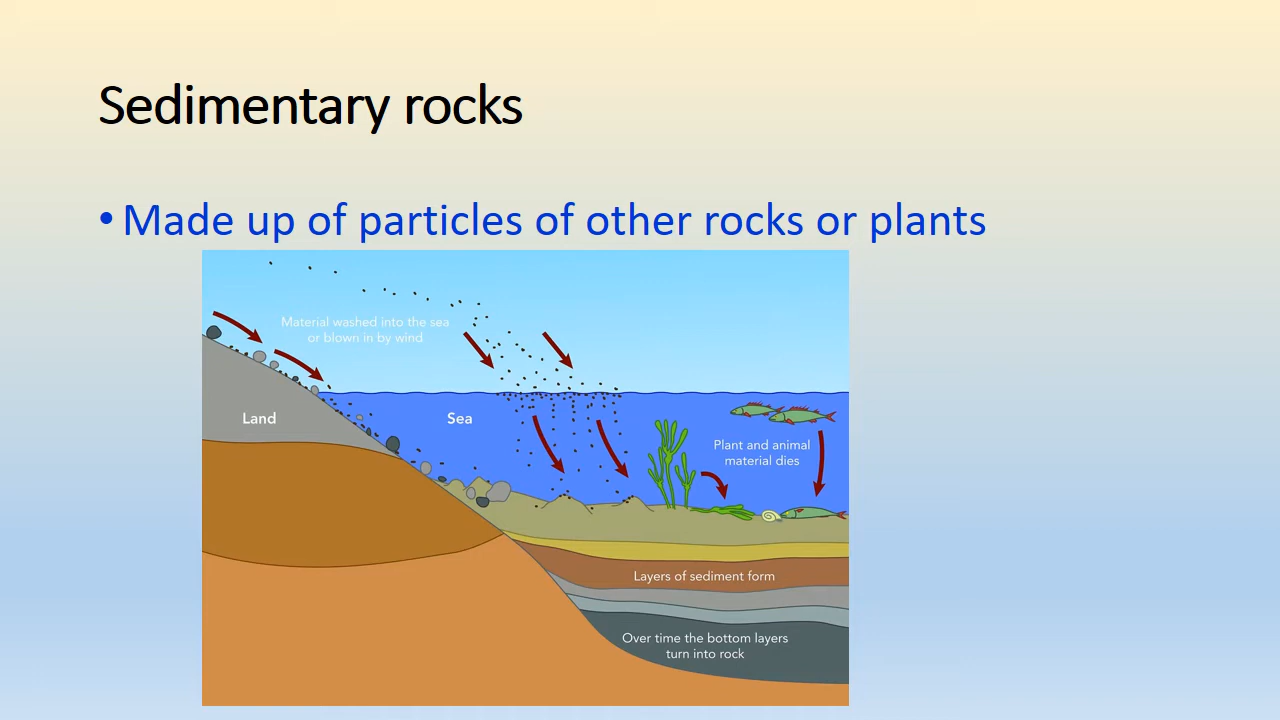 Sedimentary rocks
• Made up of particles of other rocks or plants
Material washed into the sea
or blown in by wind
Land
Sea
Plant and animal
material dies
Layers of sediment form
Over time the bottom layers
turn into rock